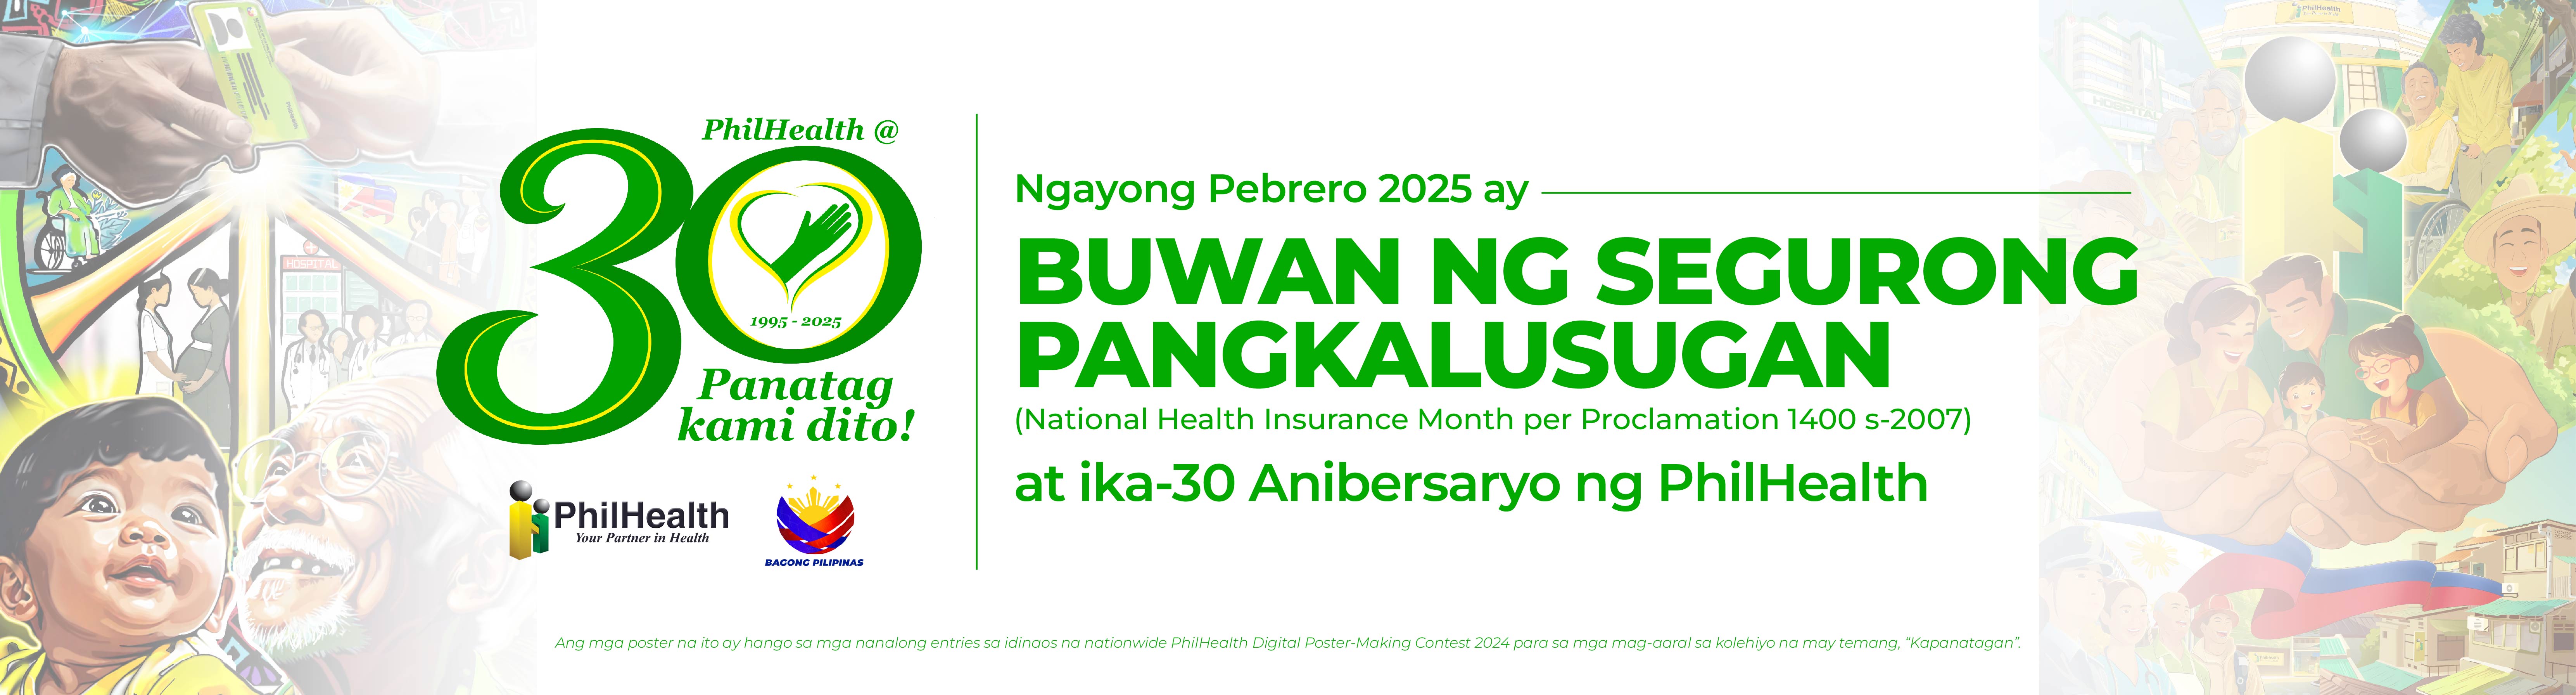 PhilHealth @
30
1995 - 2025
Panatag
kami dito!
PhilHealth
Your Partner in Health
BAGONG PILIPINAS
Ngayong Pebrero 2025 ay
BUWAN NG SEGURONG
PANGKALUSUGAN
(National Health Insurance Month per Proclamation 1400 s-2007)
at ika-30 Anibersaryo ng PhilHealth
Ang mga poster na ito ay hango sa mga nanalong entries sa idinaos na nationwide PhilHealth Digital Poster-Making Contest 2024 para sa mga mag-aaral sa kolehiyo na may temang, “Kapanatagan”.
HOSPITAL
HOSPITAL
PhilHealth